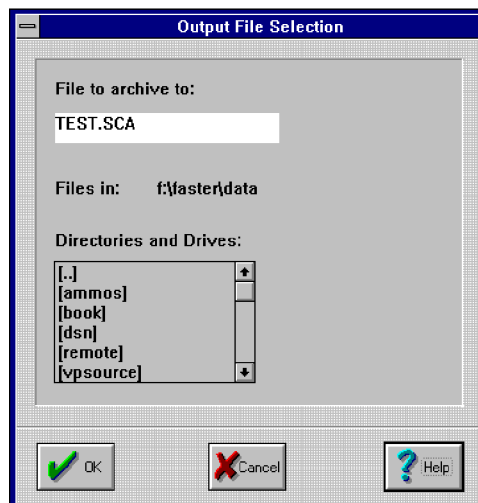 Output File Selection
File to archive to:
TEST.SCA
Files in: f:\faster\data
Directories and Drives:
[..]
[ammos]
[book]
[dsn]
[remote]
[vpsource]
OK Cancel Help